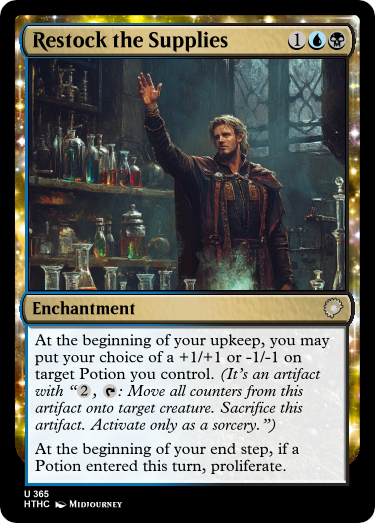 Restock the Supplies 1
Enchantment
At the beginning of your upkeep, you may
put your choice of a +1/+1 or -1/-1 on
target Potion you control. (It's an artifact
with “2, : Move all counters from this
artifact onto target creature. Sacrifice this
artifact. Activate only as a sorcery.”)
At the beginning of your end step, if a
Potion entered this turn, proliferate.
U 365
HTHC Midjourney